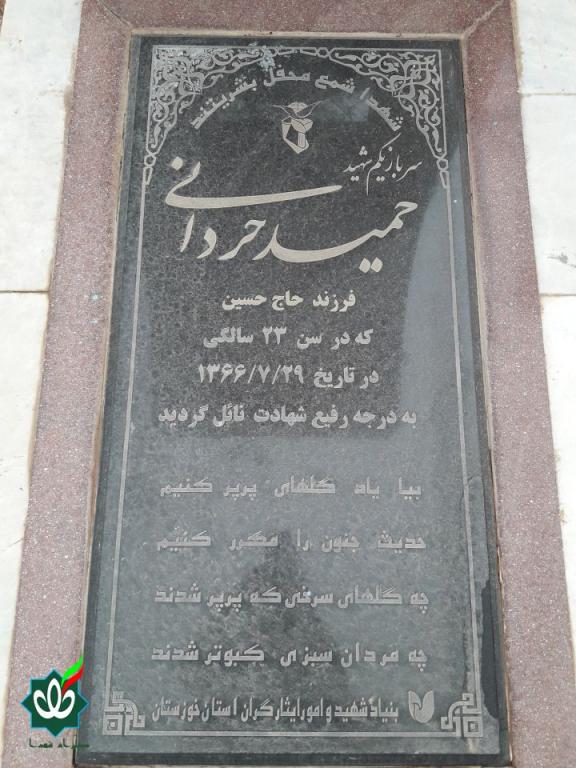 شهدا شمع محفل بشریتند
سرباز یکم شهید
حمید حردانی
فرزند حاج حسین
که در سن ۲۳ سالگی
در تاریخ ۱۳۶۶/۷/۲۹
به درجه رفیع شهادت نائل گردید
بیا یاد گلهای پرپر کنیم
حدیث جنون را مکرر کنیم
چه گلهای سرخی که پرپر شدند
چه مردان سبزی کبوتر شدند
بنیاد شهید و امور ایثارگران استان خوزستان